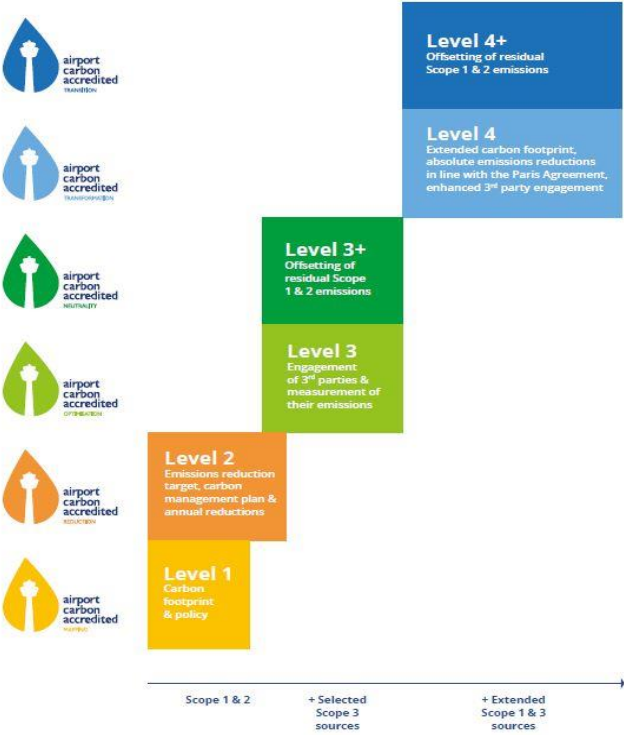 airport
carbon
accredited
TRANSITION
Level 4+
Offsetting of residual
Scope 1 & 2 emissions
airport
carbon
accredited
TRANSFORMATION
Level 4
Extended carbon footprint,
absolute emissions reductions
in line with the Paris Agreement,
enhanced 3rd party engagement
airport
carbon
accredited
NEUTRALITY
Level 3+
Offsetting of
residual Scope
1 & 2 emissions
airport
carbon
accredited
OPTIMISATION
Level 3
Engagement
of 3rd parties &
measurement of
their emissions
airport
carbon
accredited
REDUCTION
Level 2
Emissions reduction
target, carbon
management plan &
annual reductions
airport
carbon
accredited
MAPPING
Level 1
Carbon
footprint
& policy
Scope 1 & 2
+ Selected
Scope 3
sources
+ Extended
Scope 1 & 3
sources